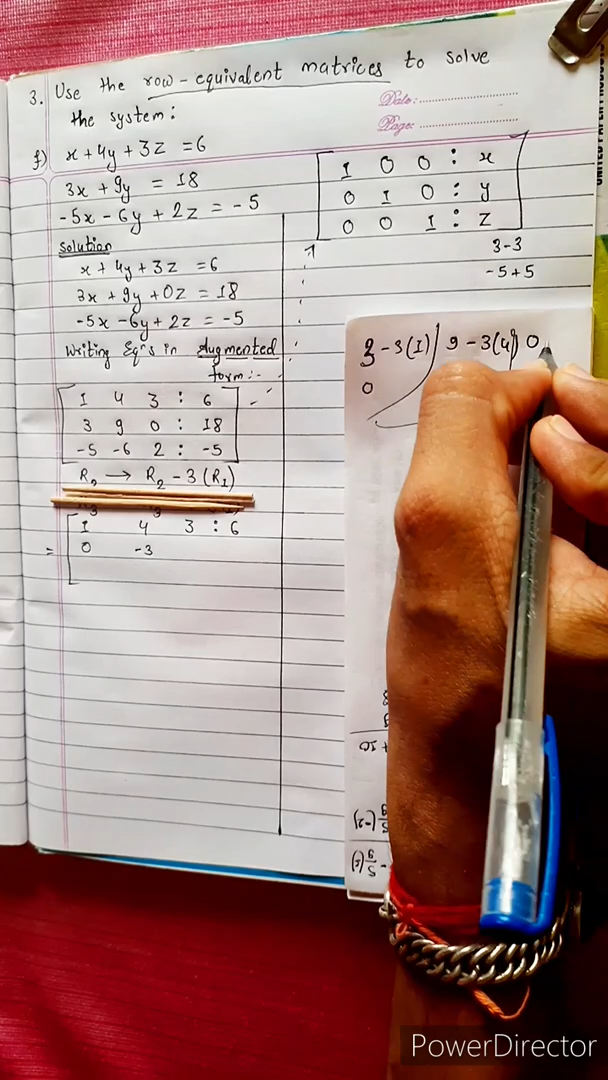 3. Use the row-equivalent matrices to solve
the system:
Date:
Page:
f) x+4y+3z =6
3x+9y = 18
-5x-6y+2z = -5
Solution
x+4y+3z =6
3x+9y+0z = 18
-5x-6y+2z = -5
Writing Eqns in Augmented
form:-
1 4 3 : 6
3 9 0 : 18
-5 -6 2 : -5
R2 → R2 -3(R1)
1 4 3 : 6
= 0 -3
1 0 0 : x
0 1 0 : y
0 0 1 : z
3-3
-5+5
3-3(1) 9-3(4) 0
0
PowerDirector